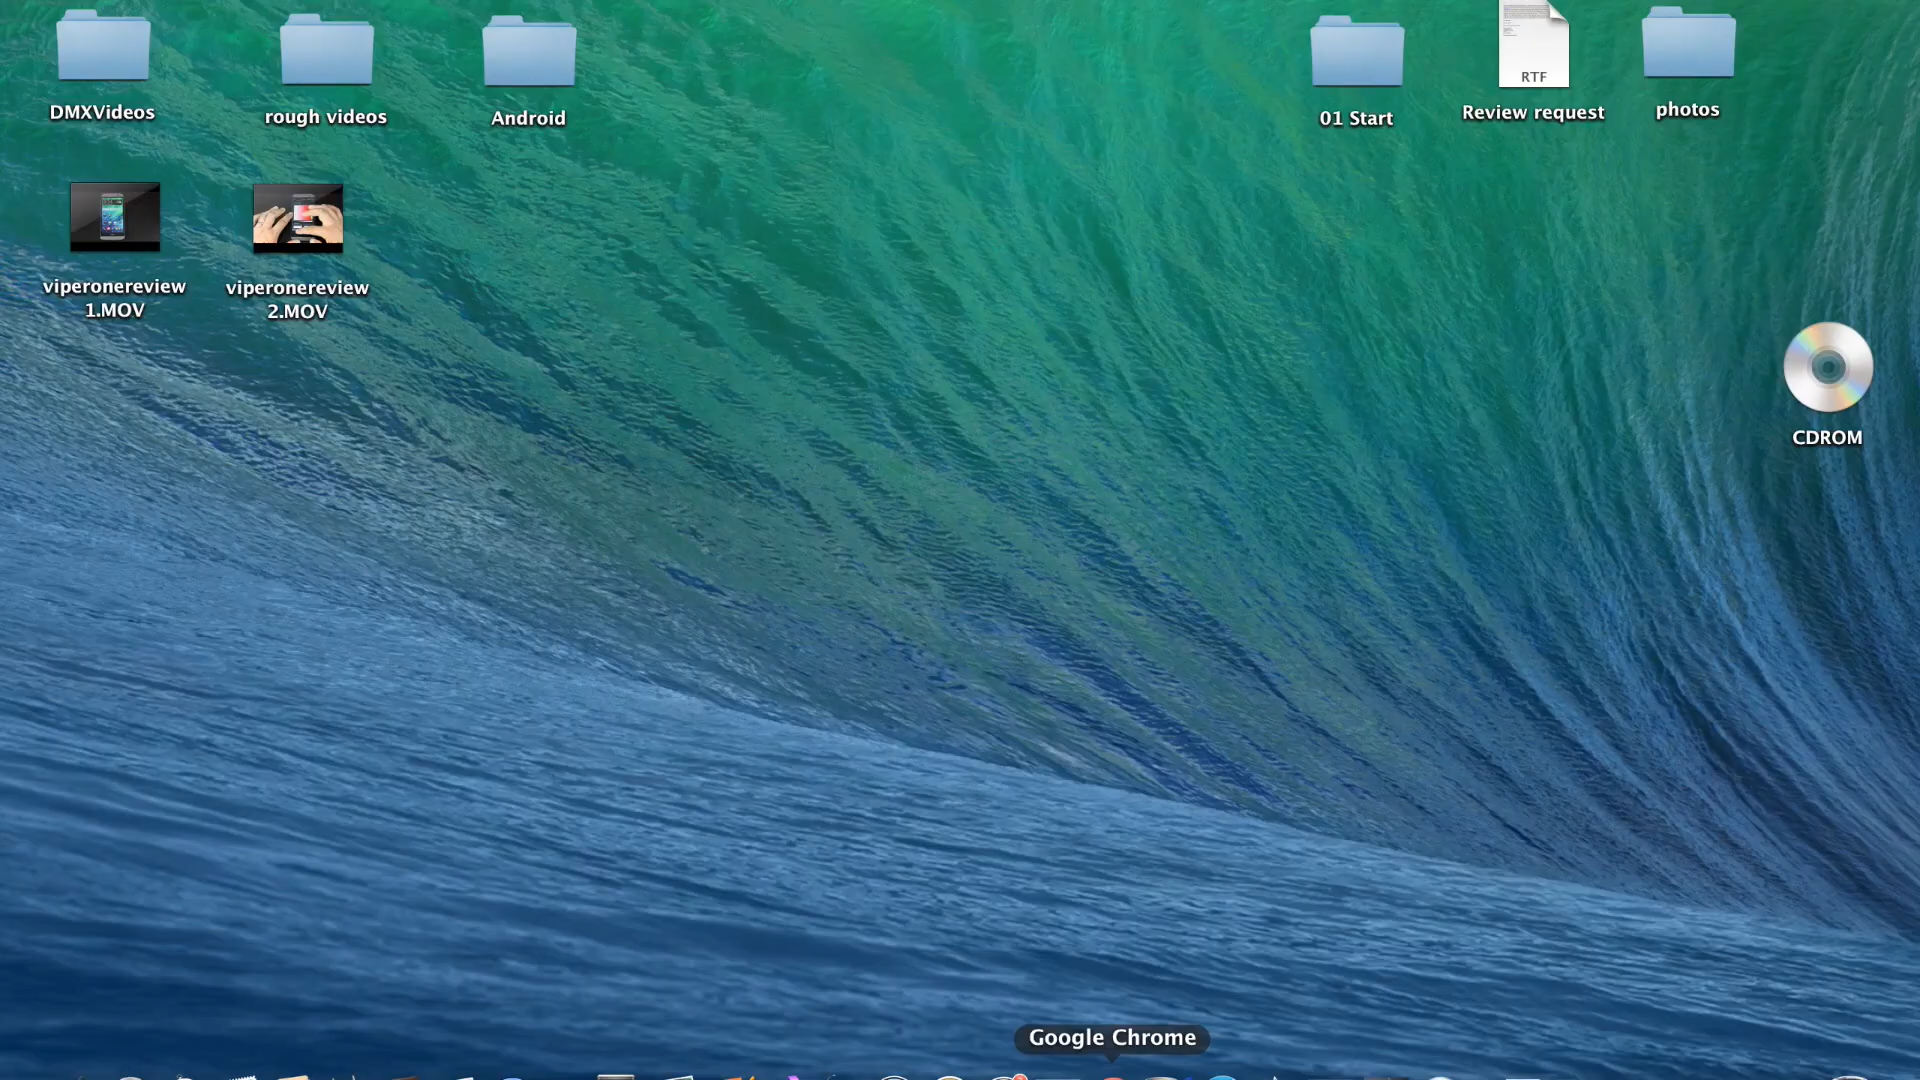 DMXVideos
rough videos
Android
01 Start
RTF
Review request
photos
viperonereview
1.MOV
viperonereview
2.MOV
CDROM
Google Chrome